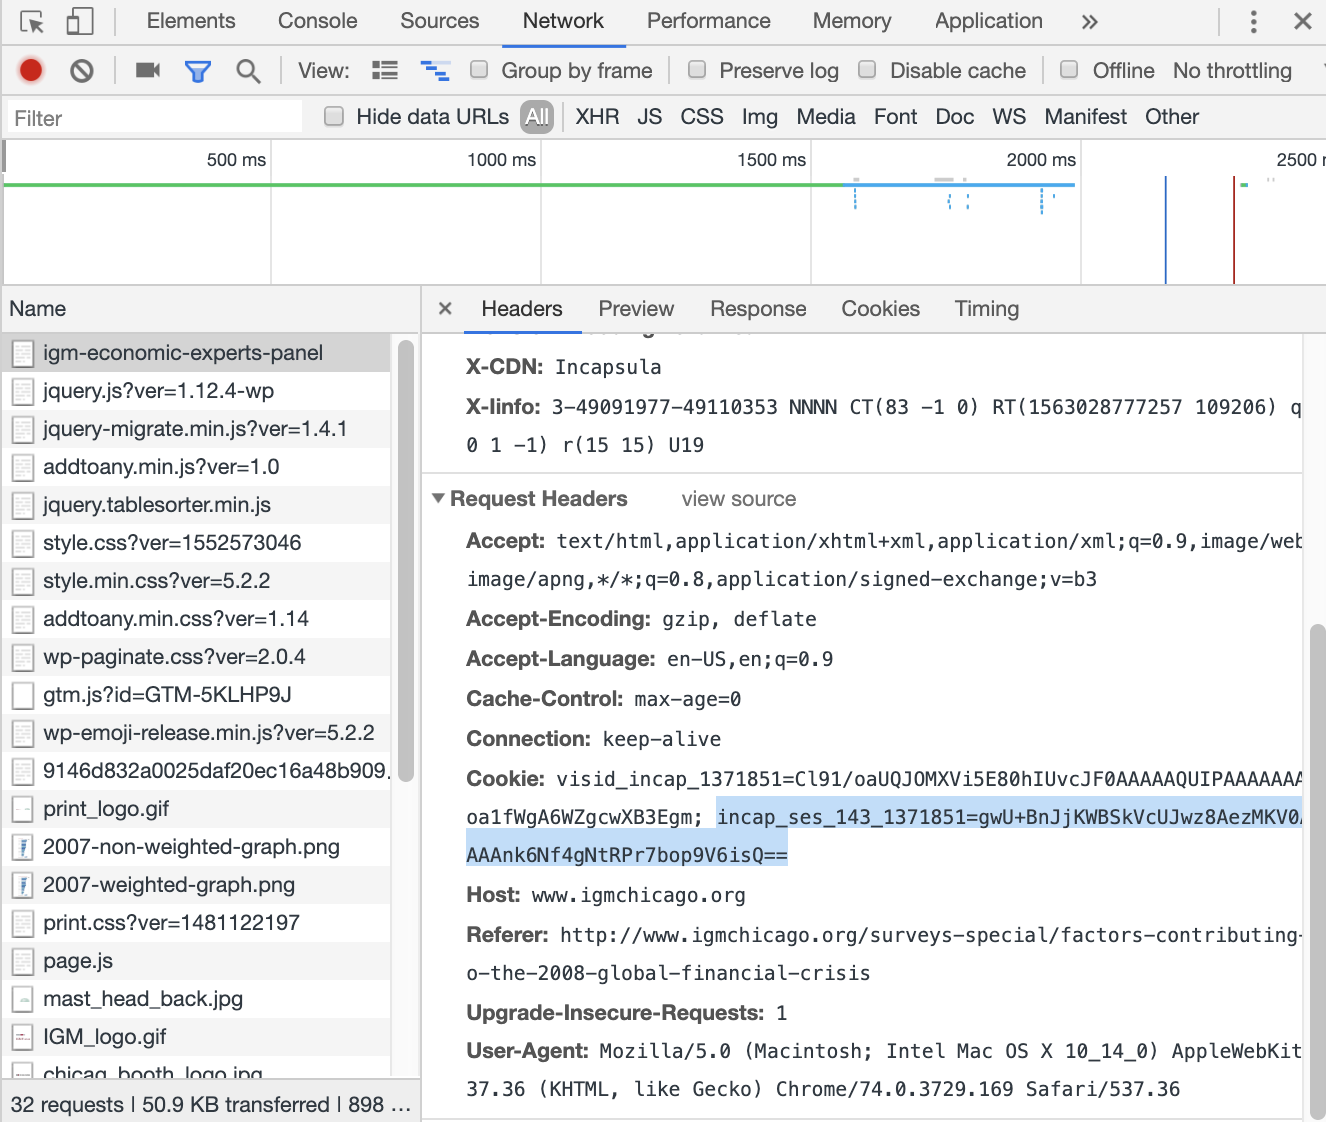 Elements Console Sources Network Performance Memory Application »
View: Group by frame Preserve log Disable cache Offline No throttling
Filter Hide data URLs All XHR JS CSS Img Media Font Doc WS Manifest Other
500 ms 1000 ms 1500 ms 2000 ms 2500
Name
igm-economic-experts-panel
jquery.js?ver=1.12.4-wp
jquery-migrate.min.js?ver=1.4.1
addtoany.min.js?ver=1.0
jquery.tablesorter.min.js
style.css?ver=1552573046
style.min.css?ver=5.2.2
addtoany.min.css?ver=1.14
wp-paginate.css?ver=2.0.4
gtm.js?id=GTM-5KLHP9J
wp-emoji-release.min.js?ver=5.2.2
9146d832a0025daf20ec16a48b909.
print_logo.gif
2007-non-weighted-graph.png
2007-weighted-graph.png
print.css?ver=1481122197
page.js
mast_head_back.jpg
IGM_logo.gif
chicag_booth_logo.jpg
32 requests | 50.9 KB transferred | 898 ...
× Headers Preview Response Cookies Timing
X-CDN: Incapsula
X-Iinfo: 3-49091977-49110353 NNNN CT(83 -1 0) RT(1563028777257 109206) q
0 1 -1) r(15 15) U19
Request Headers view source
Accept: text/html,application/xhtml+xml,application/xml;q=0.9,image/web
image/apng,*/*;q=0.8,application/signed-exchange;v=b3
Accept-Encoding: gzip, deflate
Accept-Language: en-US,en;q=0.9
Cache-Control: max-age=0
Connection: keep-alive
Cookie: visid_incap_1371851=Cl91/oaUQJOMXVi5E80hIUvcJF0AAAAAQUIPAAAAAAA
oa1fWgA6WZgcwXB3Egm; incap_ses_143_1371851=gwU+BnJjKWBSkVcUJwz8AezMKV0A
AAAnk6Nf4gNtRPr7bop9V6isQ==
Host: www.igmchicago.org
Referer: http://www.igmchicago.org/surveys-special/factors-contributing-
o-the-2008-global-financial-crisis
Upgrade-Insecure-Requests: 1
User-Agent: Mozilla/5.0 (Macintosh; Intel Mac OS X 10_14_0) AppleWebKit
37.36 (KHTML, like Gecko) Chrome/74.0.3729.169 Safari/537.36